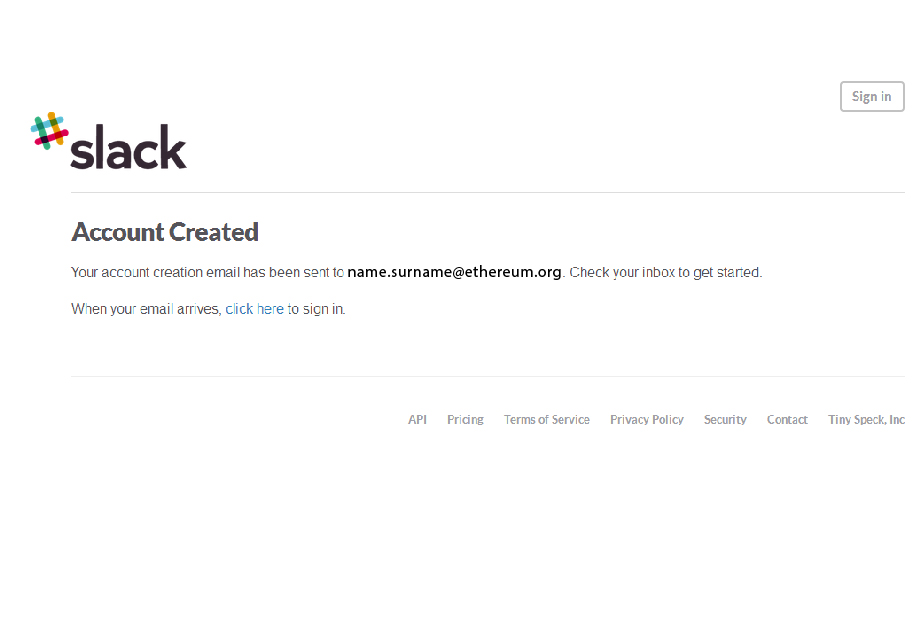 Sign in
slack
Account Created
Your account creation email has been sent to name.surname@ethereum.org. Check your inbox to get started.
When your email arrives, click here to sign in.
API Pricing Terms of Service Privacy Policy Security Contact Tiny Speck, Inc